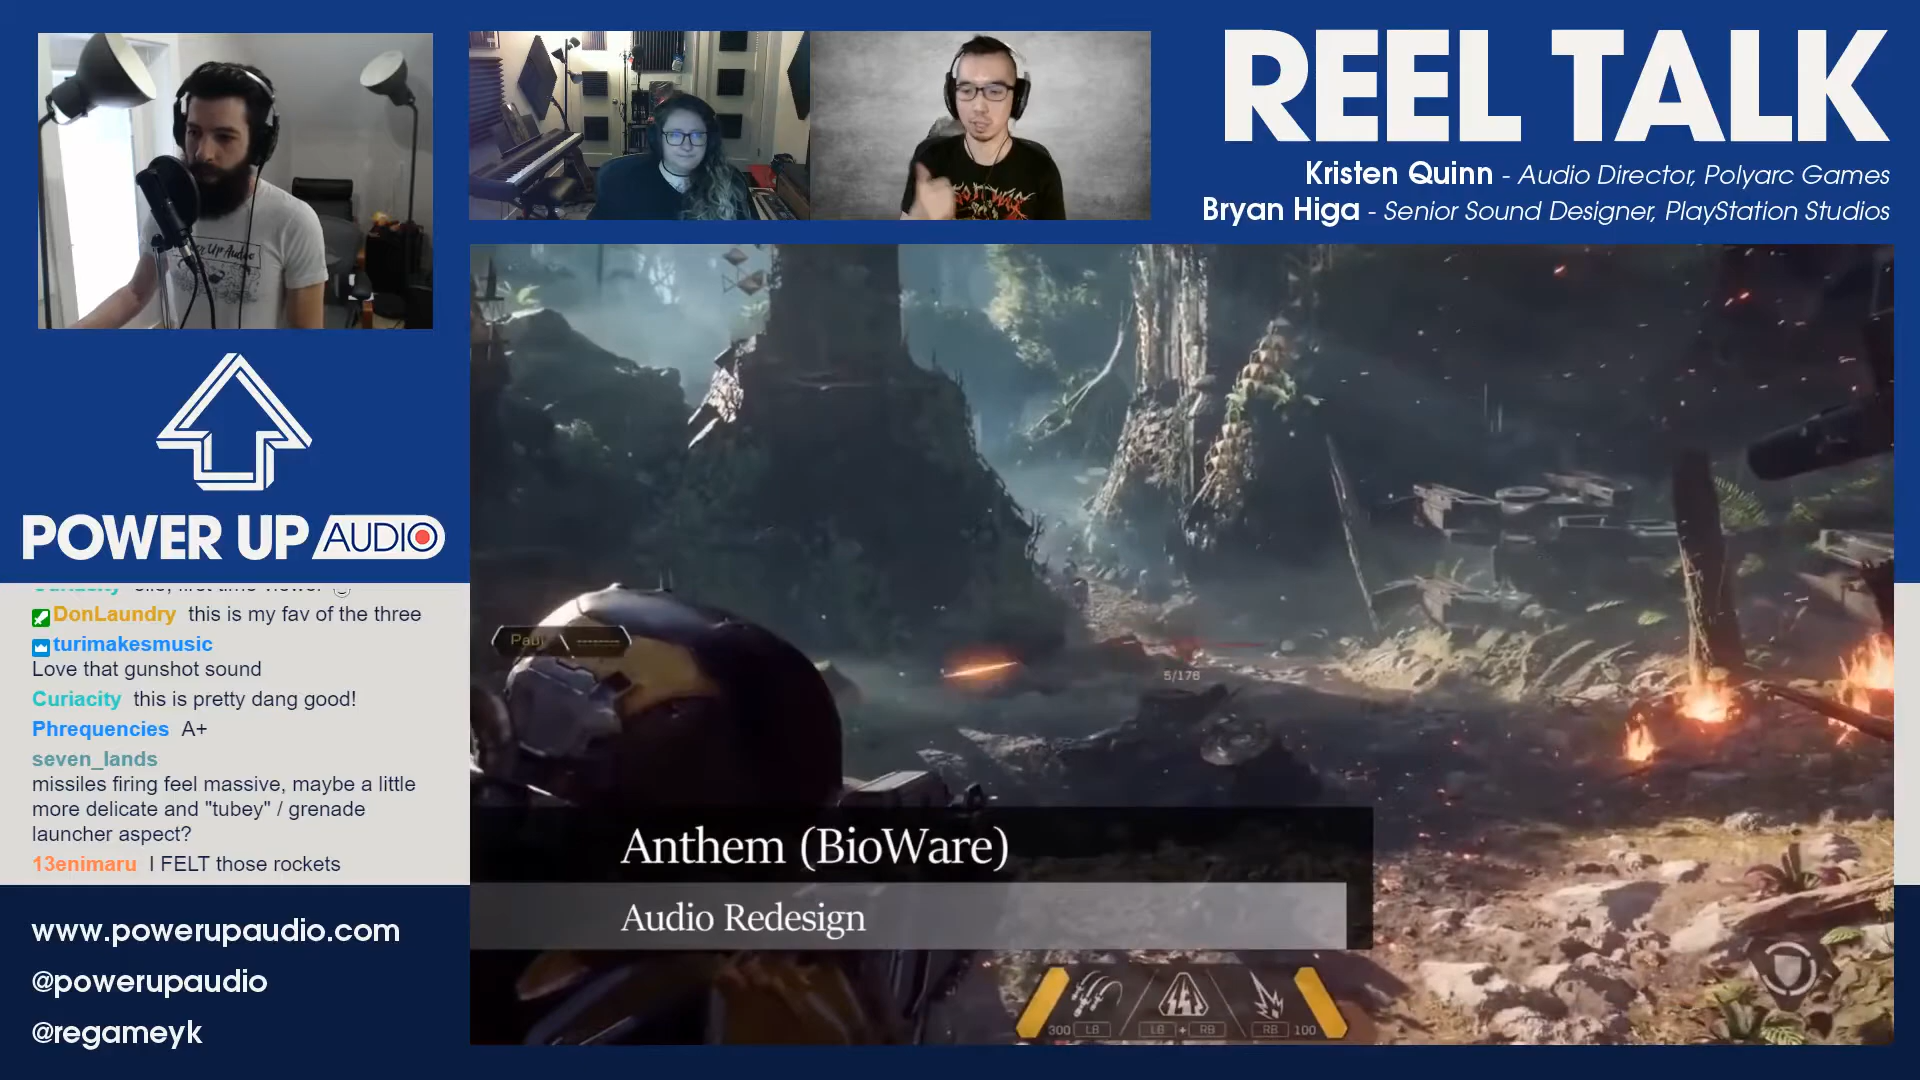 REEL TALK
Kristen Quinn - Audio Director, Polyarc Games
Bryan Higa - Senior Sound Designer, PlayStation Studios
POWER UP AUDIO
DonLaundry this is my fav of the three
turimakesmusic
Love that gunshot sound
Curiacity this is pretty dang good!
Phrequencies A+
seven_lands
missiles firing feel massive, maybe a little
more delicate and "tubey" / grenade
launcher aspect?
13enimaru I FELT those rockets
www.powerupaudio.com
@powerupaudio
@regameyk
5/176
Anthem (BioWare)
Audio Redesign
300 LB LB + RB RB 100